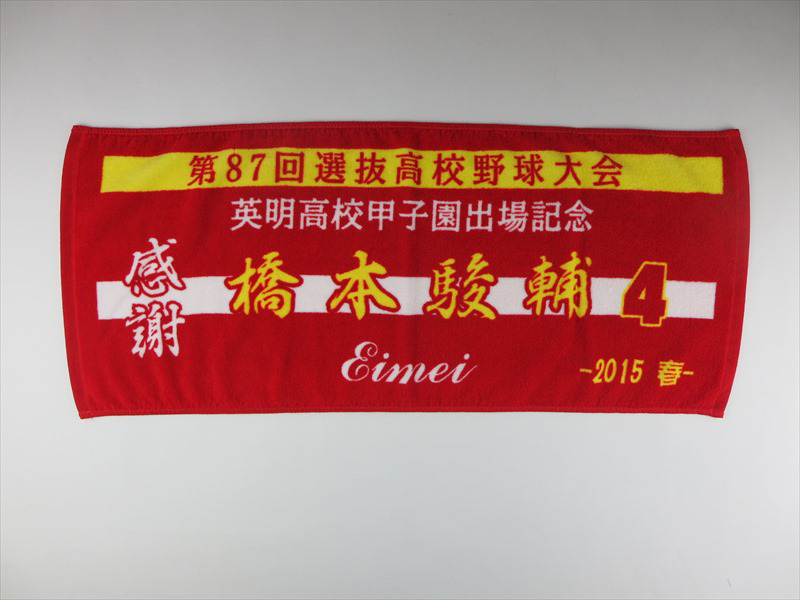 第87回選抜高校野球大会
英明高校甲子園出場記念
感謝
橋本駿輔 4
Eimei
-2015 春-